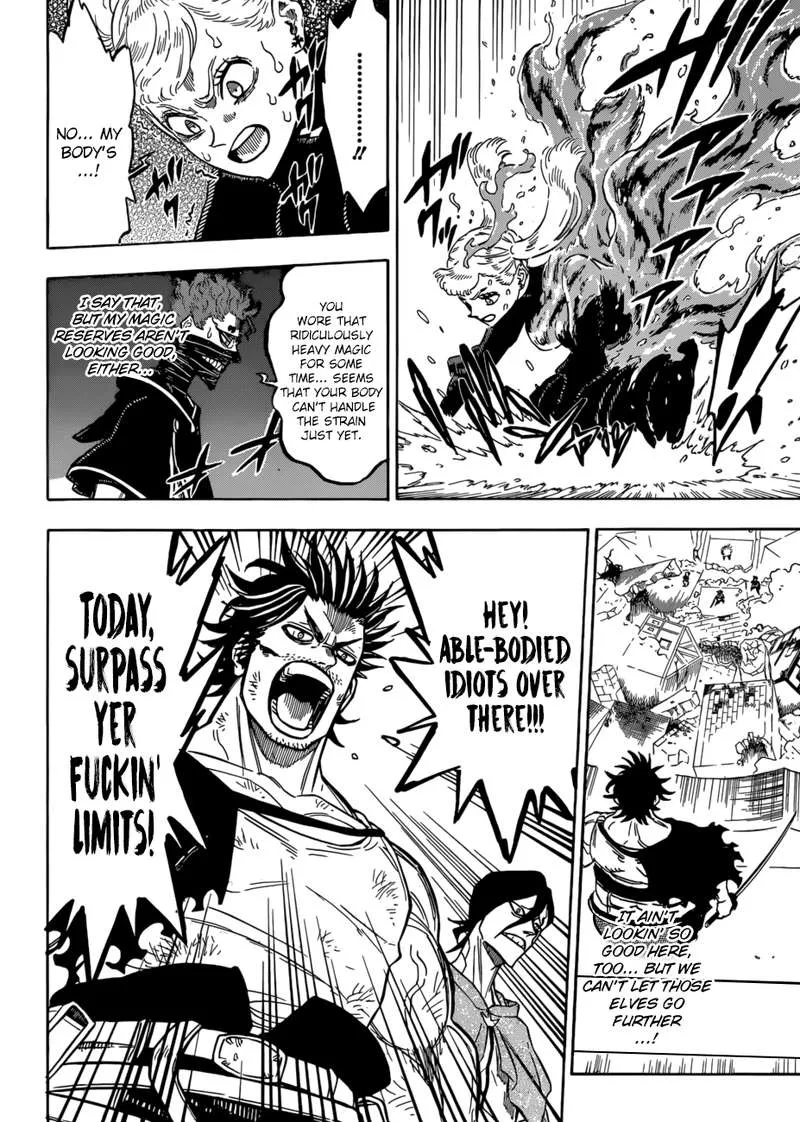 .........!!
NO... MY
BODY'S
...!
YOU
WORE THAT
RIDICULOUSLY
HEAVY MAGIC
FOR SOME
TIME... SEEMS
THAT YOUR BODY
CAN'T HANDLE
THE STRAIN
JUST YET.
I SAY THAT,
BUT MY MAGIC
RESERVES AREN'T
LOOKING GOOD,
EITHER...
IT AIN'T
LOOKIN' SO
GOOD HERE,
TOO... BUT WE
CAN'T LET THOSE
ELVES GO
FURTHER
...!
HEY!
ABLE-BODIED
IDIOTS OVER
THERE!!!
TODAY,
SURPASS
YER
FUCKIN'
LIMITS!